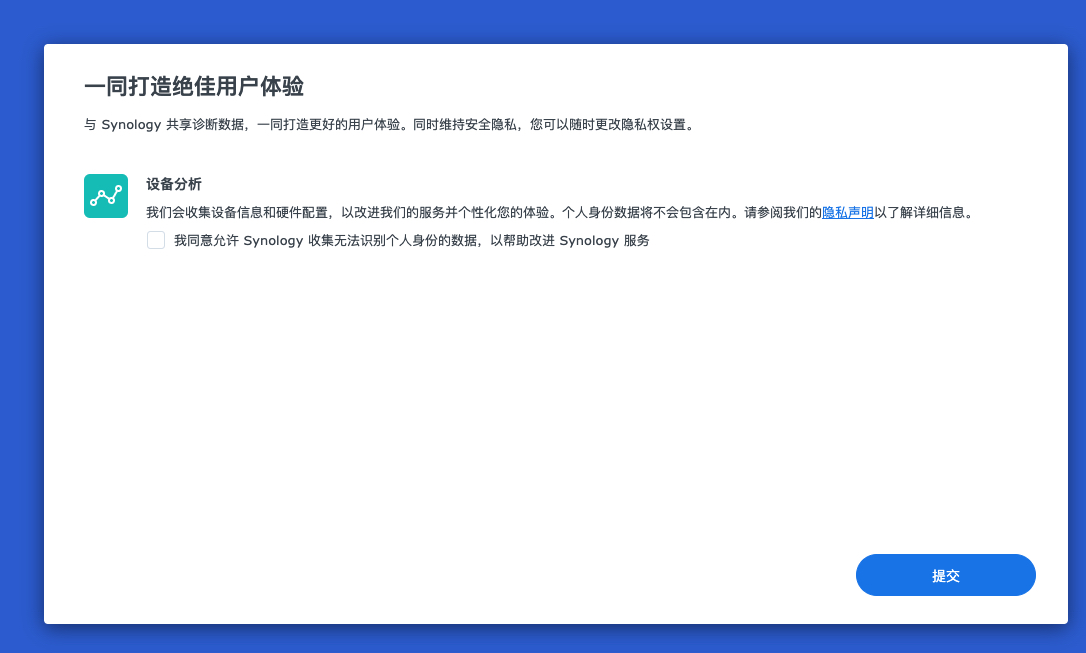 一同打造绝佳用户体验
与 Synology 共享诊断数据，一同打造更好的用户体验。同时维持安全隐私，您可以随时更改隐私权设置。
设备分析
我们会收集设备信息和硬件配置，以改进我们的服务并个性化您的体验。个人身份数据将不会包含在内。请参阅我们的隐私声明以了解详细信息。
我同意允许 Synology 收集无法识别个人身份的数据，以帮助改进 Synology 服务
提交